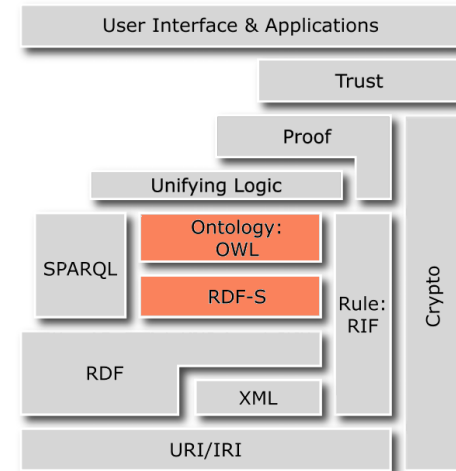 User Interface & Applications
Trust
Proof
Unifying Logic
SPARQL
Ontology:
OWL
RDF-S
Rule:
RIF
Crypto
RDF
XML
URI/IRI